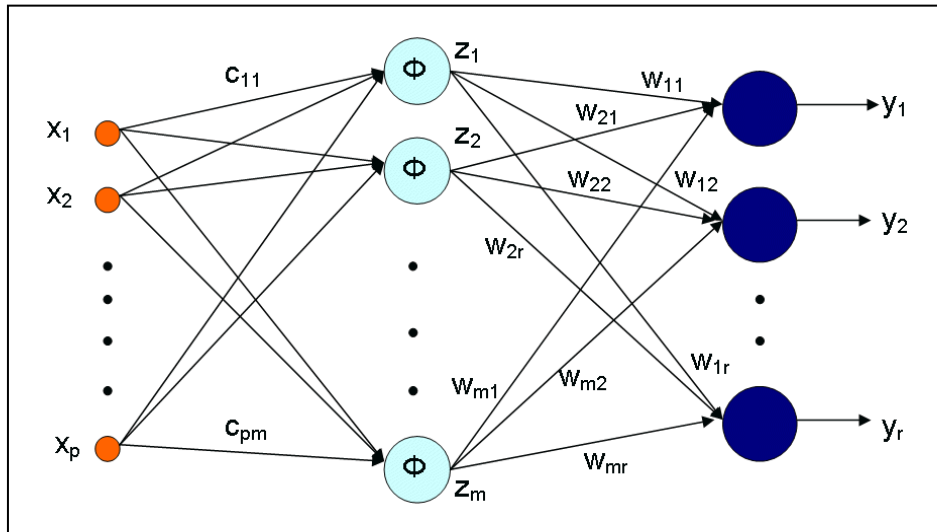 c₁₁
x₁
x₂
xₚ
cₚₘ
Φ
z₁
Φ
z₂
Φ
zₘ
w₁₁
w₂₁
w₁₂
w₂₂
w₂ᵣ
w₁ᵣ
wₘ₁
wₘ₂
wₘᵣ
y₁
y₂
yᵣ